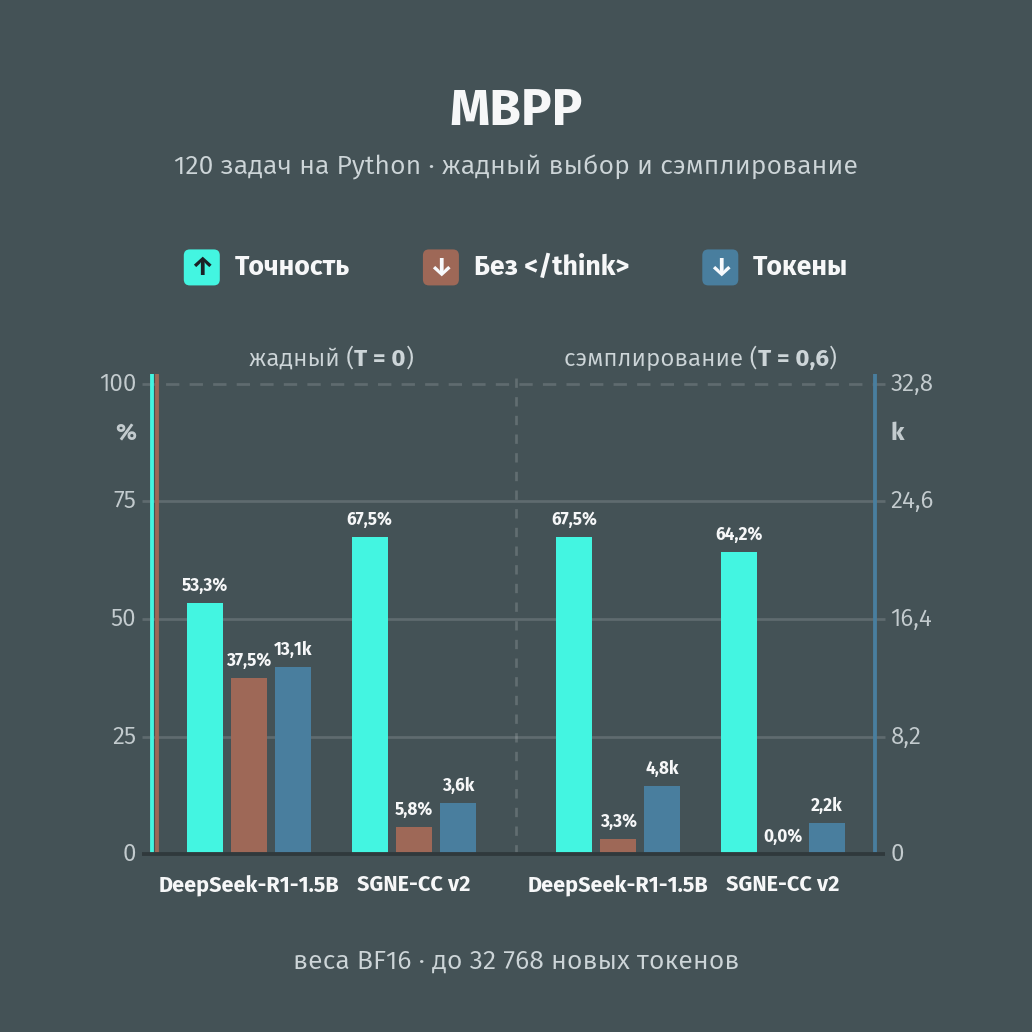 MBPP
120 задач на Python · жадный выбор и сэмплирование
↑ Точность
↓ Без </think>
↓ Токены
жадный (T = 0)
сэмплирование (T = 0,6)
100
%
75
50
25
0
32,8
k
24,6
16,4
8,2
0
53,3%
37,5%
13,1k
67,5%
5,8%
3,6k
67,5%
3,3%
4,8k
64,2%
0,0%
2,2k
DeepSeek-R1-1.5B
SGNE-CC v2
DeepSeek-R1-1.5B
SGNE-CC v2
веса BF16 · до 32 768 новых токенов